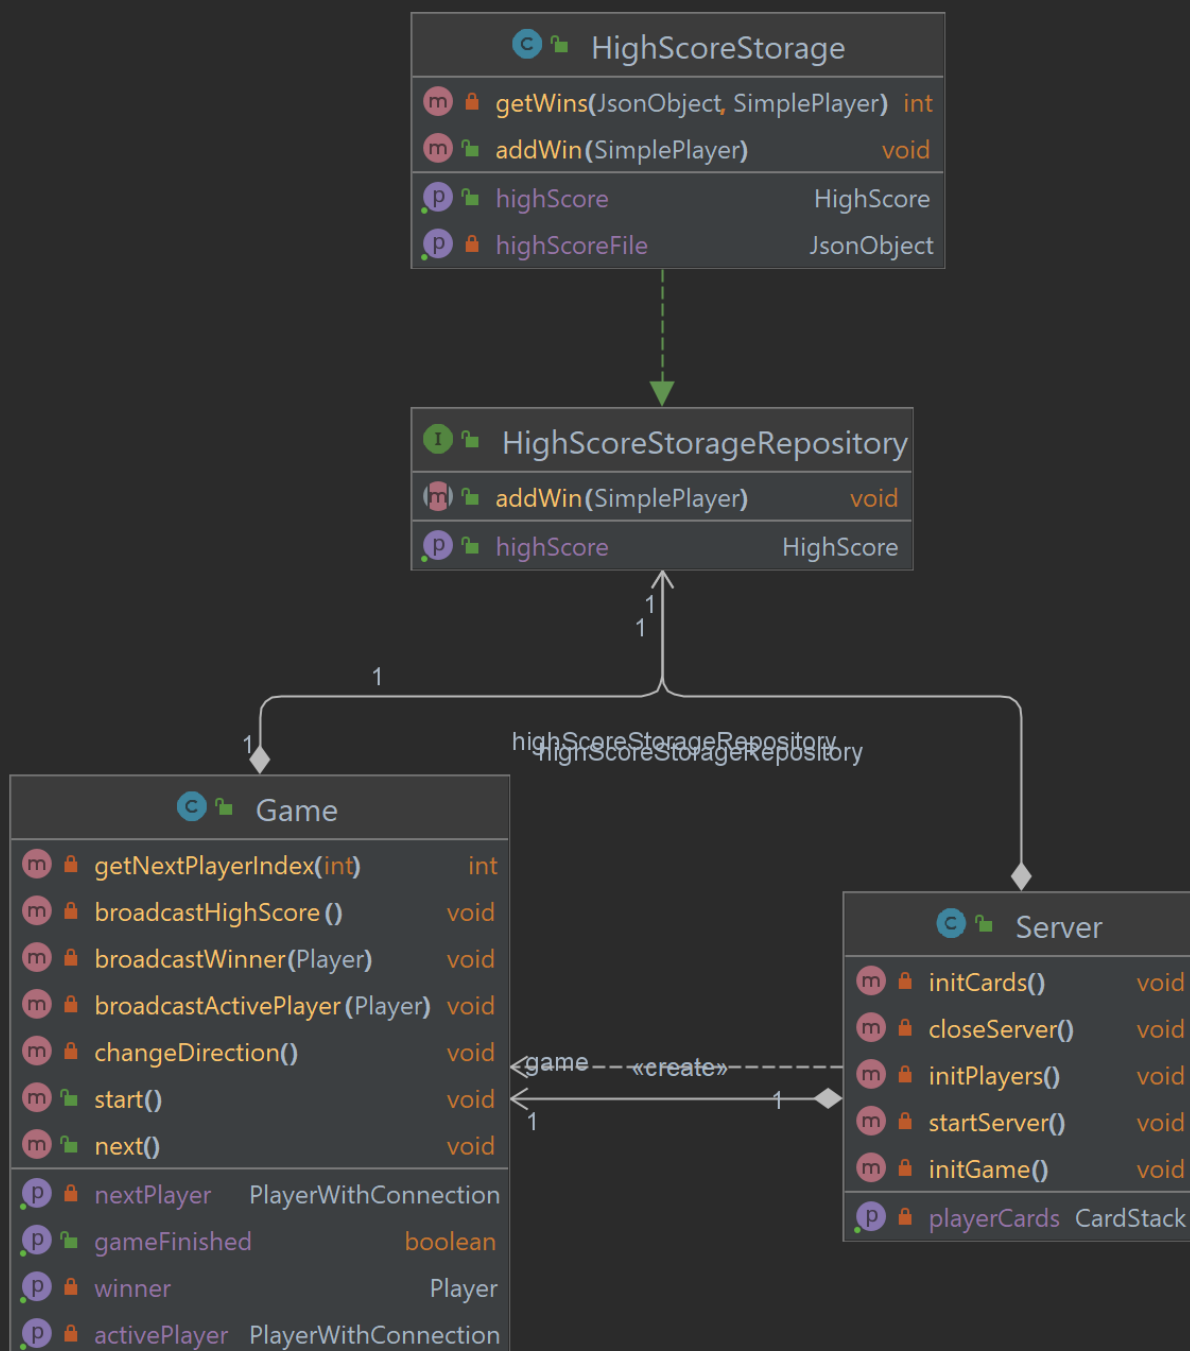 HighScoreStorage
getWins(JsonObject, SimplePlayer) int
addWin(SimplePlayer) void
highScore HighScore
highScoreFile JsonObject
HighScoreStorageRepository
addWin(SimplePlayer) void
highScore HighScore
1
1
1
1
highScoreStorageRepository
highScoreStorageRepository
Game
getNextPlayerIndex(int) int
broadcastHighScore() void
broadcastWinner(Player) void
broadcastActivePlayer(Player) void
changeDirection() void
start() void
next() void
nextPlayer PlayerWithConnection
gameFinished boolean
winner Player
activePlayer PlayerWithConnection
game «create»
1 1
Server
initCards() void
closeServer() void
initPlayers() void
startServer() void
initGame() void
playerCards CardStack